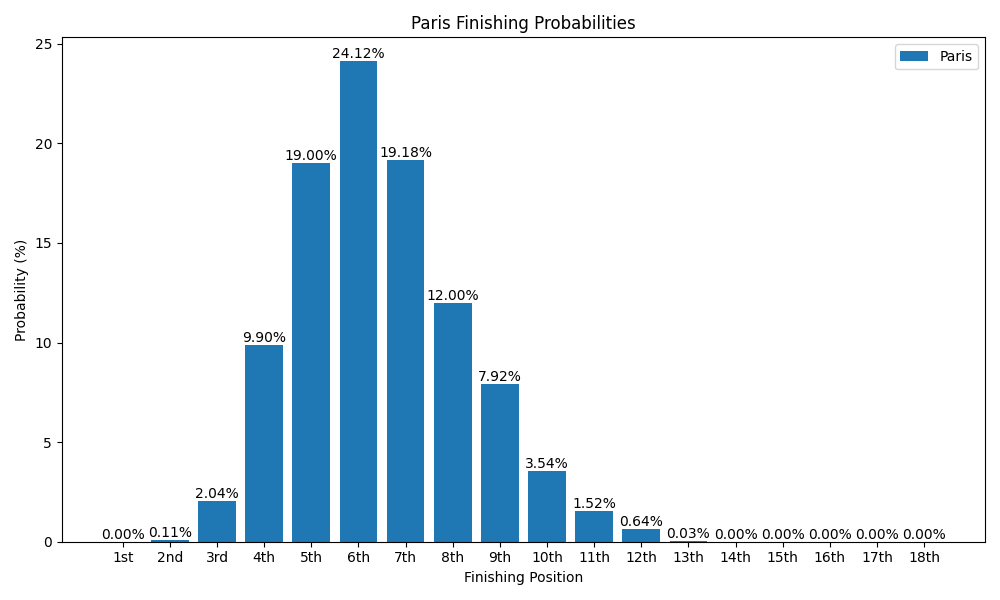 Paris Finishing Probabilities
Paris
Probability (%)
25
20
15
10
5
0
0.00%
0.11%
2.04%
9.90%
19.00%
24.12%
19.18%
12.00%
7.92%
3.54%
1.52%
0.64%
0.03%
0.00%
0.00%
0.00%
0.00%
0.00%
1st
2nd
3rd
4th
5th
6th
7th
8th
9th
10th
11th
12th
13th
14th
15th
16th
17th
18th
Finishing Position